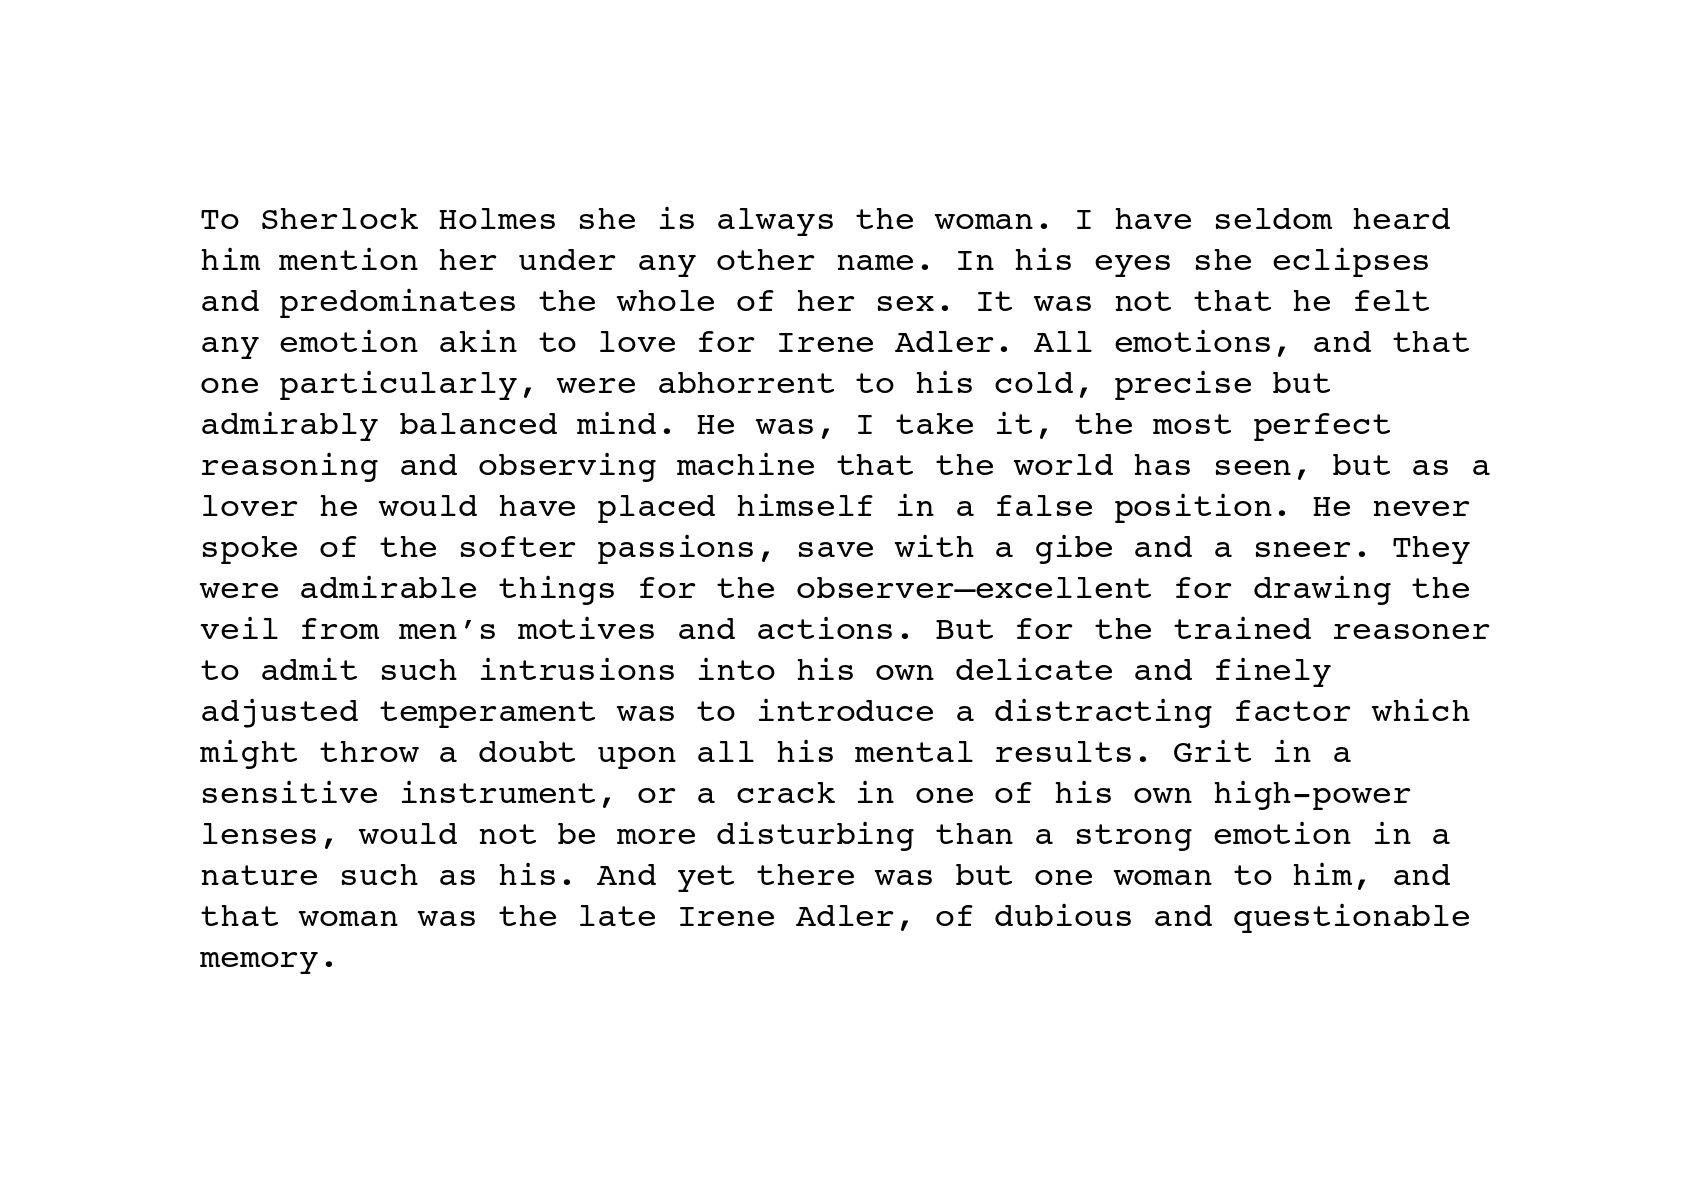 To Sherlock Holmes she is always the woman. I have seldom heard
him mention her under any other name. In his eyes she eclipses
and predominates the whole of her sex. It was not that he felt
any emotion akin to love for Irene Adler. All emotions, and that
one particularly, were abhorrent to his cold, precise but
admirably balanced mind. He was, I take it, the most perfect
reasoning and observing machine that the world has seen, but as a
lover he would have placed himself in a false position. He never
spoke of the softer passions, save with a gibe and a sneer. They
were admirable things for the observer—excellent for drawing the
veil from men’s motives and actions. But for the trained reasoner
to admit such intrusions into his own delicate and finely
adjusted temperament was to introduce a distracting factor which
might throw a doubt upon all his mental results. Grit in a
sensitive instrument, or a crack in one of his own high-power
lenses, would not be more disturbing than a strong emotion in a
nature such as his. And yet there was but one woman to him, and
that woman was the late Irene Adler, of dubious and questionable
memory.